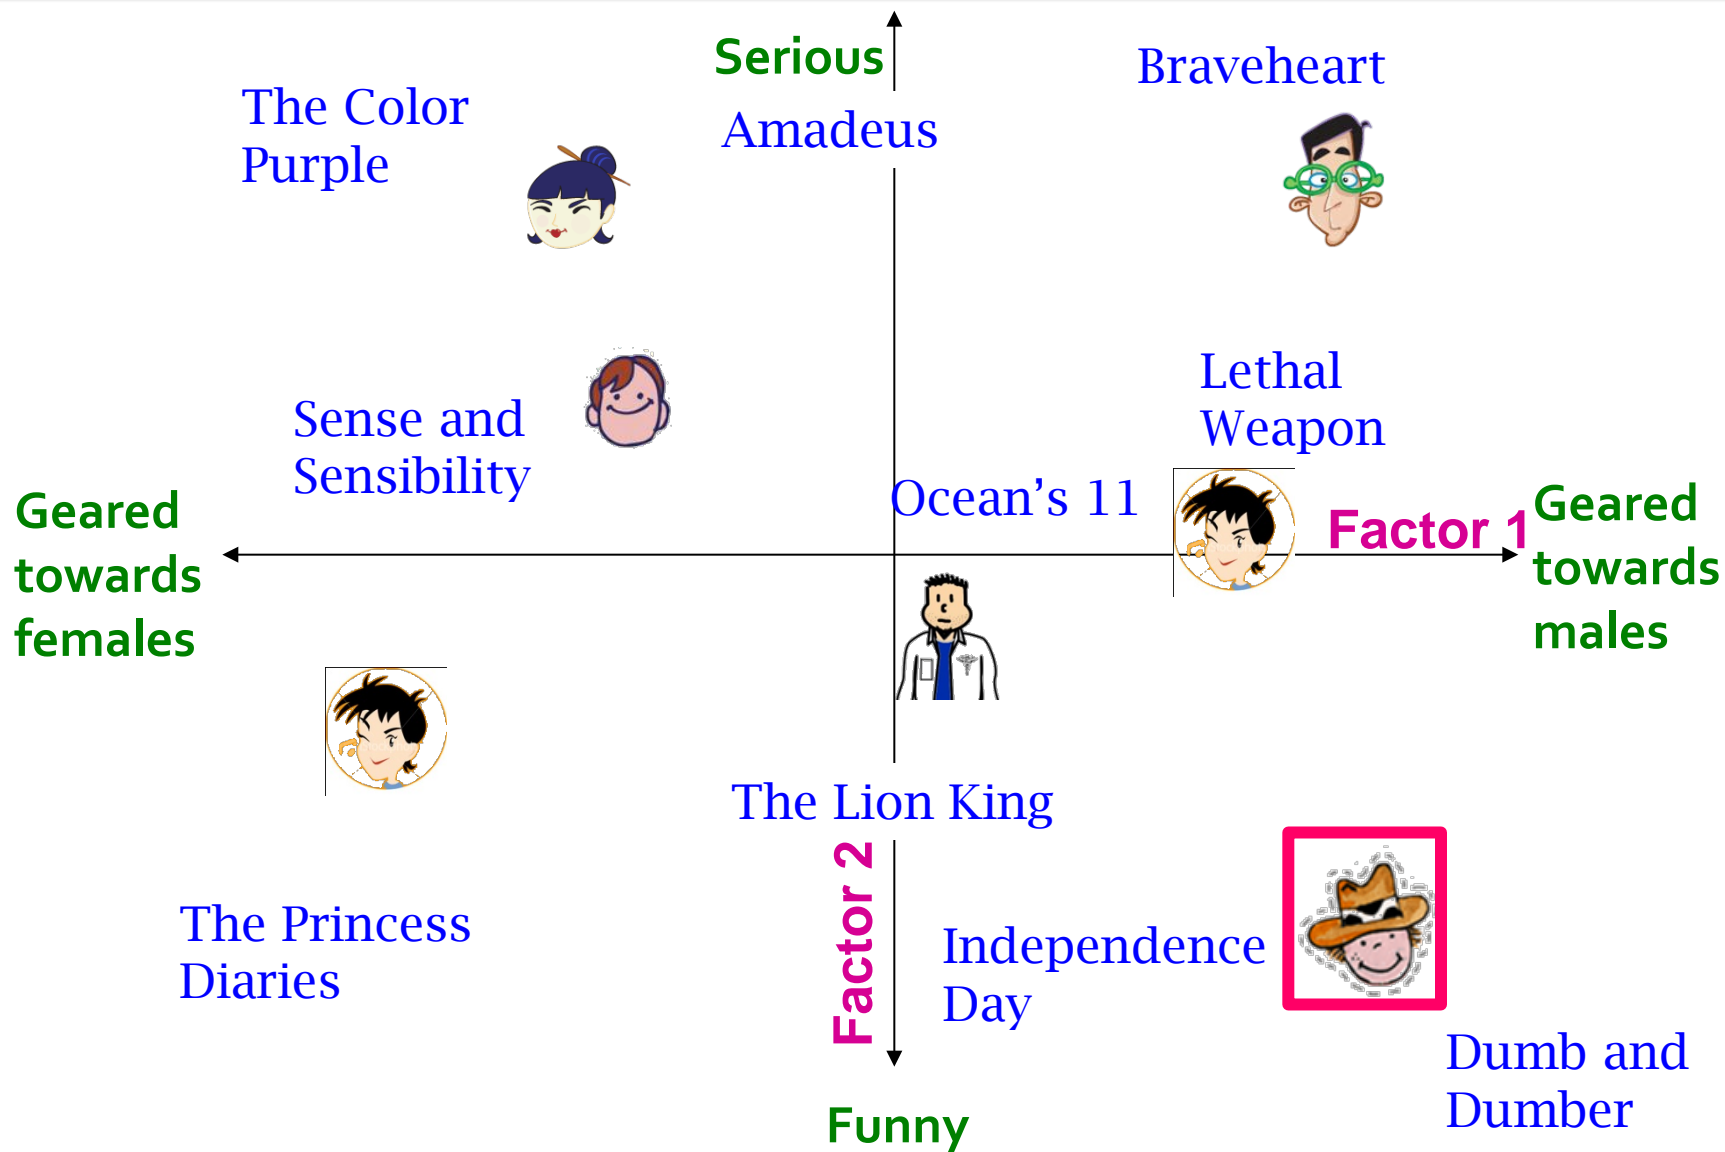 Serious
Braveheart
The Color
Purple
Amadeus
Lethal
Weapon
Sense and
Sensibility
Ocean’s 11
Geared
towards
females
Factor 1
Geared
towards
males
The Lion King
Factor 2
The Princess
Diaries
Independence
Day
Dumb and
Dumber
Funny